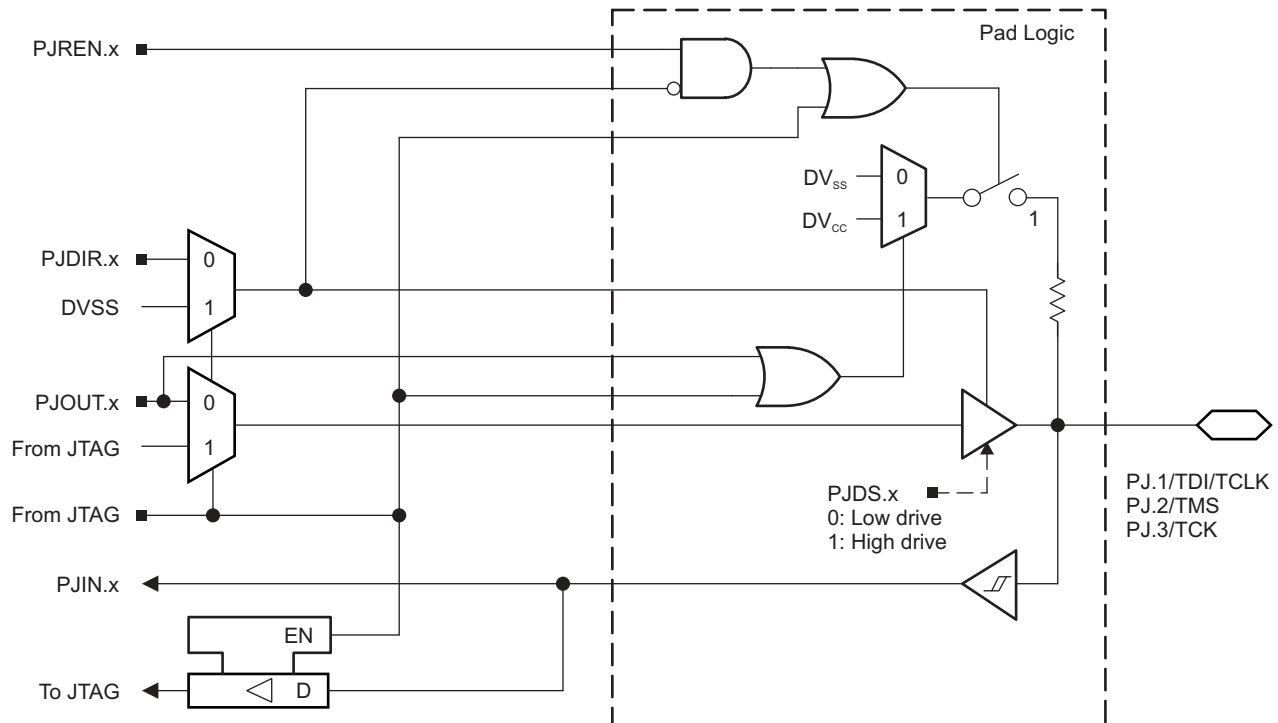 Pad Logic
PJREN.x
DVSS 0
DVCC 1
1
PJDIR.x 0
DVSS 1
PJOUT.x 0
From JTAG 1
From JTAG
PJDS.x
0: Low drive
1: High drive
PJ.1/TDI/TCLK
PJ.2/TMS
PJ.3/TCK
PJIN.x
EN
To JTAG
D